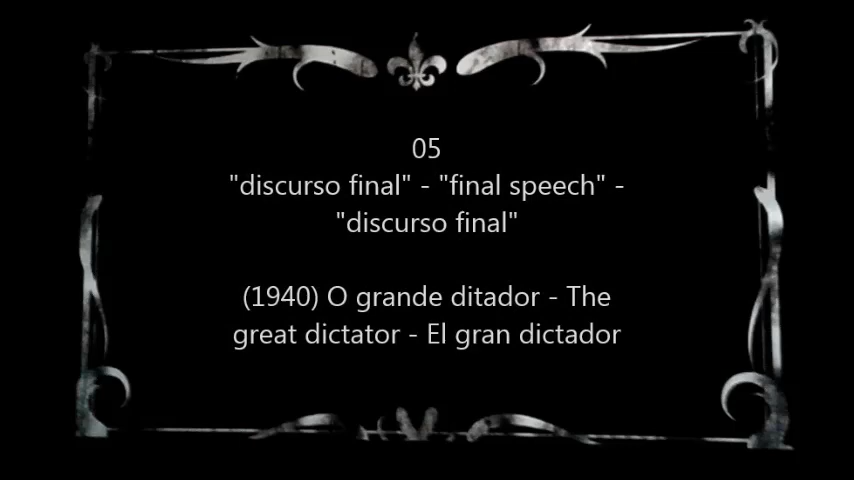 05
"discurso final" - "final speech" -
"discurso final"
(1940) O grande ditador - The
great dictator - El gran dictador